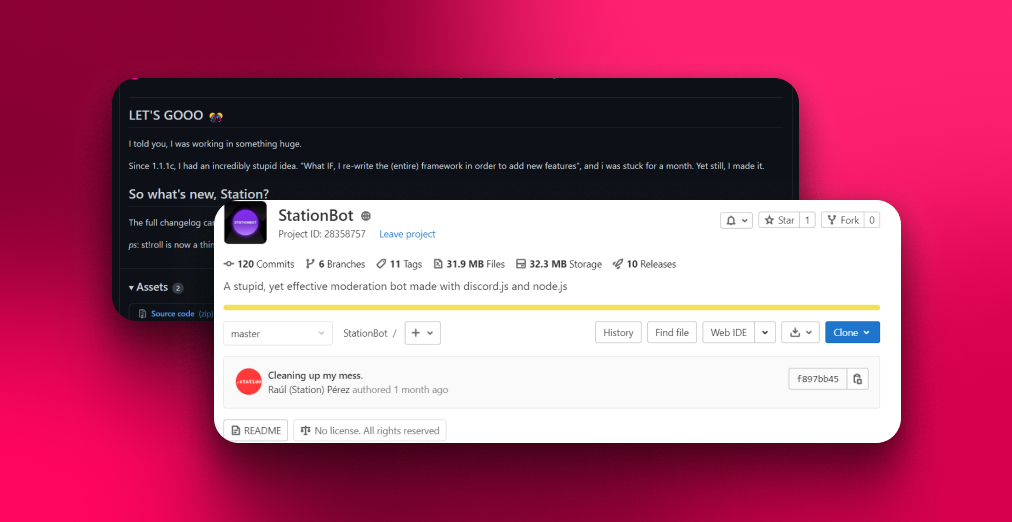 LET'S GOOO
I told you, I was working in something huge.
Since 1.1.1c, I had an incredibly stupid idea. "What IF, I re-write the (entire) framework in order to add new features", and i was stuck for a month. Yet still, I made it.
So what's new, Station?
The full changelog can
ps: st!roll is now a thin
Assets 2
Source code (zip)
STATIONBOT
StationBot
Project ID: 28358757 Leave project
Star 1 Fork 0
120 Commits 6 Branches 11 Tags 31.9 MB Files 32.3 MB Storage 10 Releases
A stupid, yet effective moderation bot made with discord.js and node.js
master StationBot / + History Find file Web IDE Clone
.station
Cleaning up my mess.
Raúl (Station) Pérez authored 1 month ago
f897bb45
README No license. All rights reserved